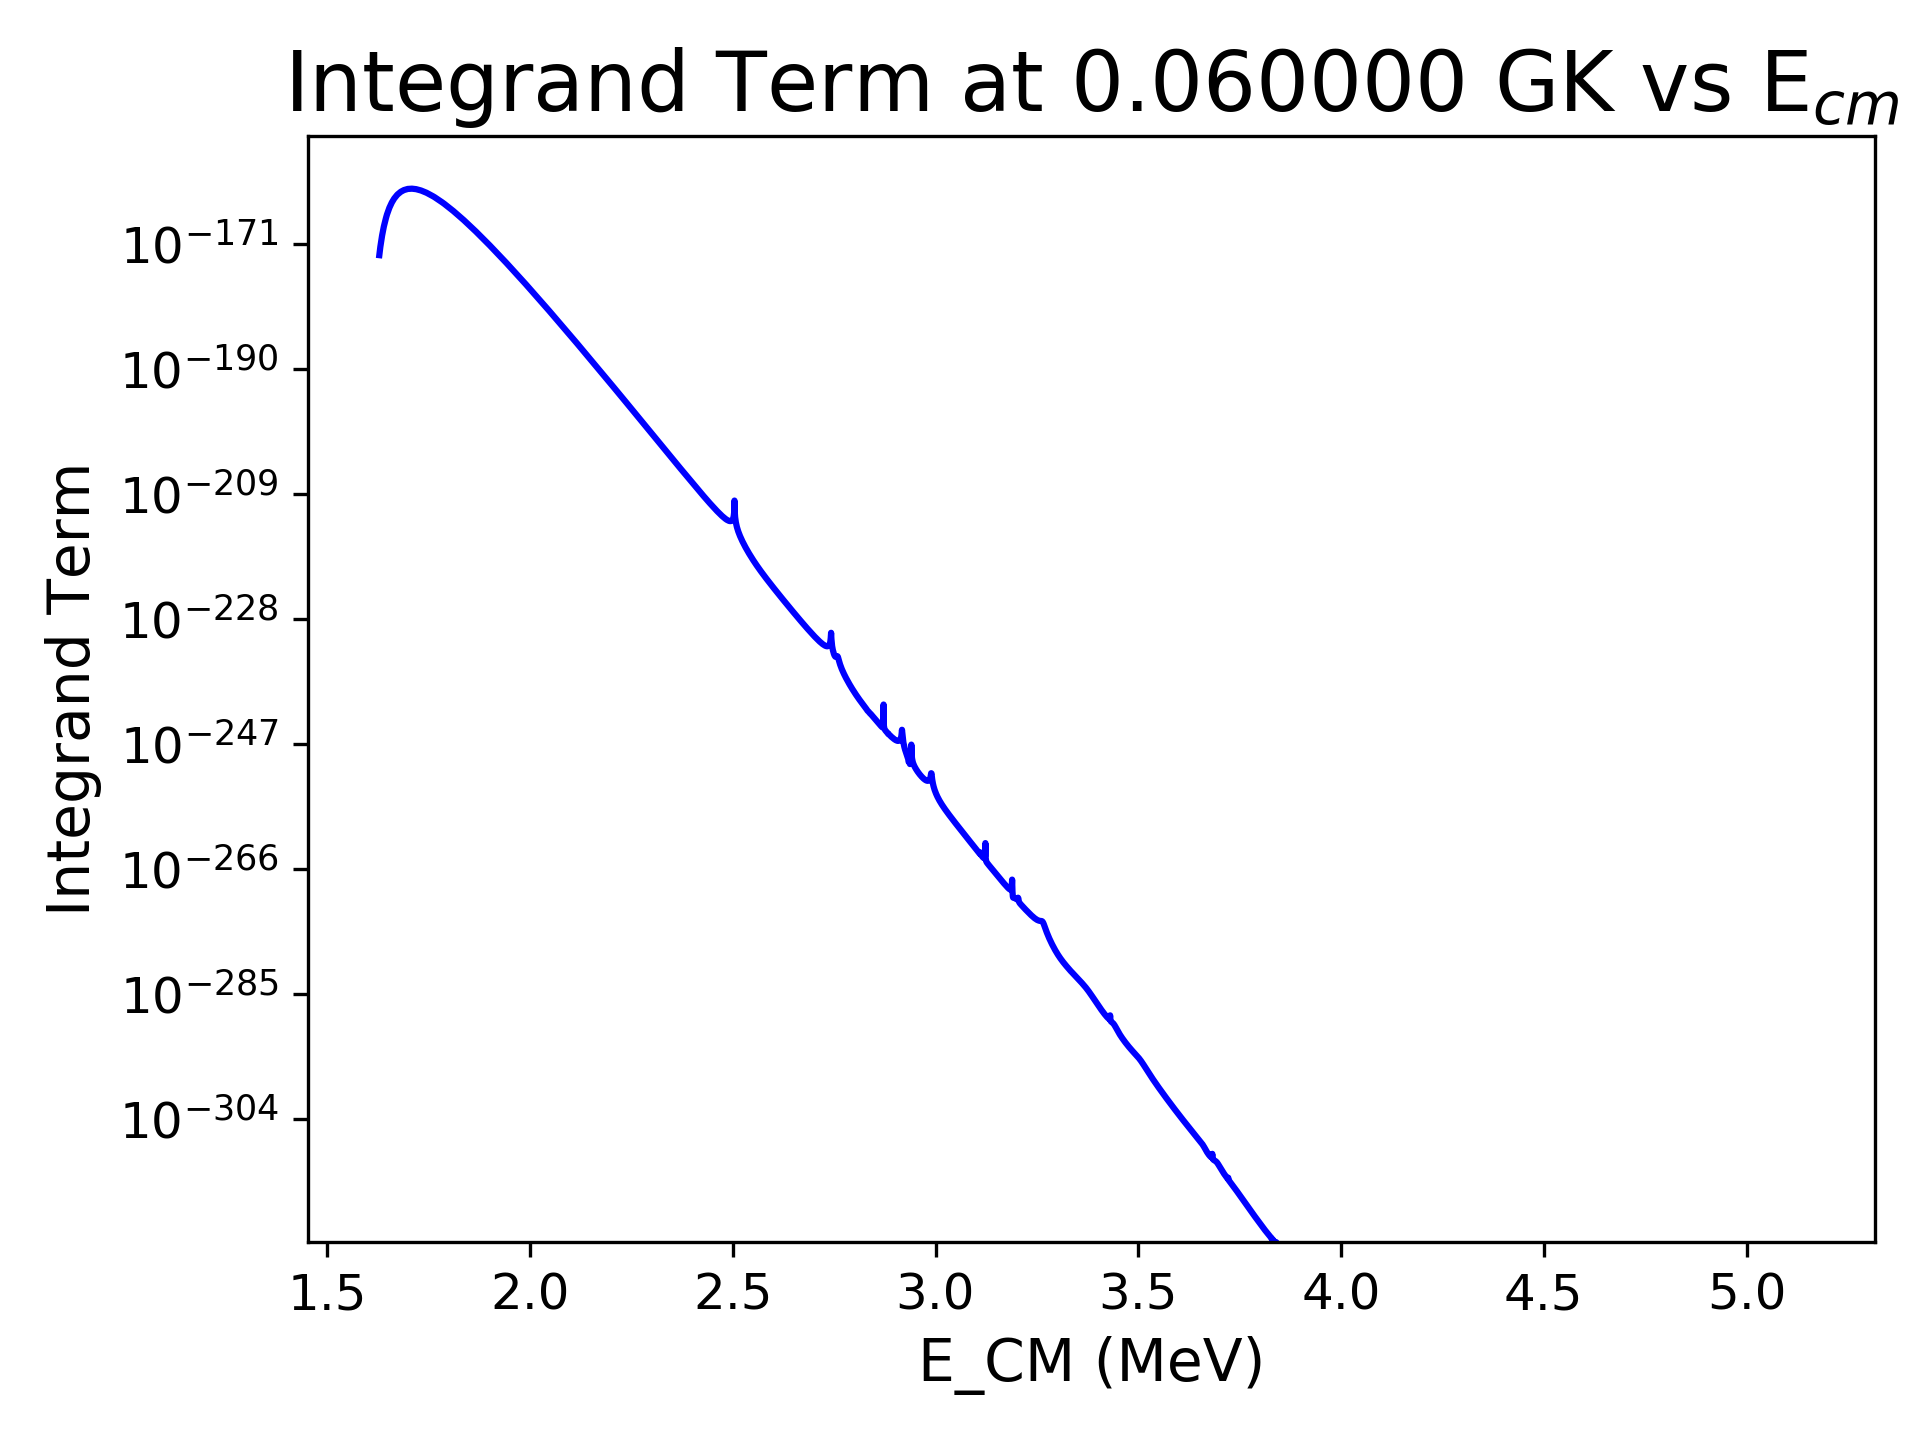 Integrand Term at 0.060000 GK vs E_{cm}
Integrand Term
10^{−171}
10^{−190}
10^{−209}
10^{−228}
10^{−247}
10^{−266}
10^{−285}
10^{−304}
1.5 2.0 2.5 3.0 3.5 4.0 4.5 5.0
E_CM (MeV)